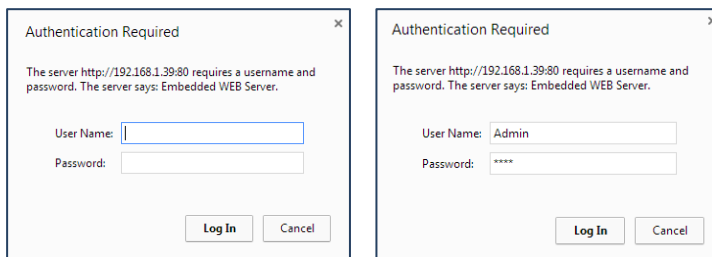 Authentication Required
The server http://192.168.1.39:80 requires a username and
password. The server says: Embedded WEB Server.
User Name:
Password:
Log In Cancel
Authentication Required
The server http://192.168.1.39:80 requires a username and
password. The server says: Embedded WEB Server.
User Name: Admin
Password: ****
Log In Cancel